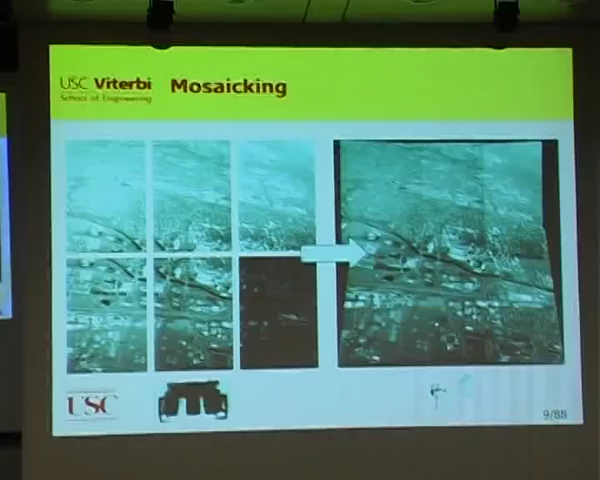 USC Viterbi
School of Engineering
Mosaicking
USC
9/88